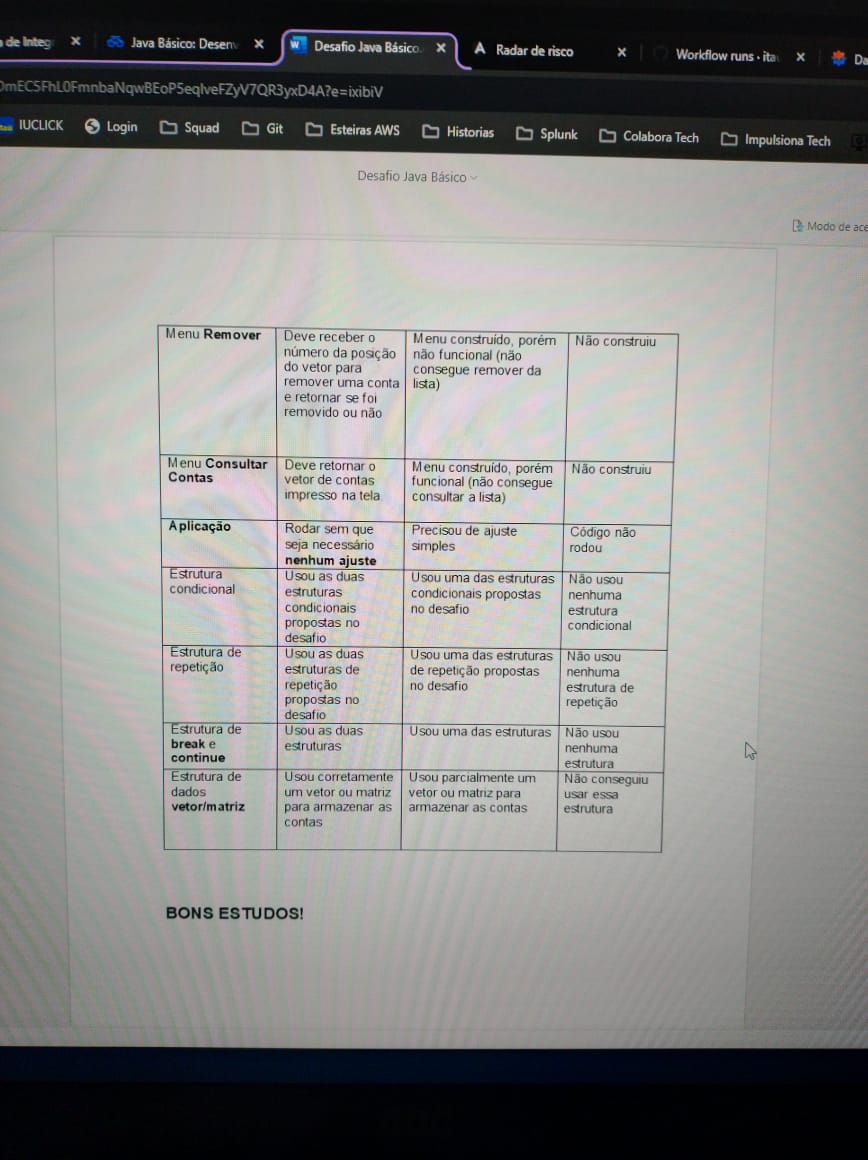 de Integ
Java Básico: Desenv
Desafio Java Básico.
Radar de risco
Workflow runs · ita
Da
DmEC5FhL0FmnbaNqwBEoP5eqIveFZyV7QR3yxD4A?e=ixibiV
IUCLICK
Login
Squad
Git
Esteiras AWS
Historias
Splunk
Colabora Tech
Impulsiona Tech
Desafio Java Básico
Modo de ace
Menu Remover
Deve receber o
número da posição
do vetor para
remover uma conta
e retornar se foi
removido ou não
Menu construído, porém
não funcional (não
consegue remover da
lista)
Não construiu
Menu Consultar
Contas
Deve retornar o
vetor de contas
impresso na tela
Menu construído, porém
funcional (não consegue
consultar a lista)
Não construiu
Aplicação
Rodar sem que
seja necessário
nenhum ajuste
Precisou de ajuste
simples
Código não
rodou
Estrutura
condicional
Usou as duas
estruturas
condicionais
propostas no
desafio
Usou uma das estruturas
condicionais propostas
no desafio
Não usou
nenhuma
estrutura
condicional
Estrutura de
repetição
Usou as duas
estruturas de
repetição
propostas no
desafio
Usou uma das estruturas
de repetição propostas
no desafio
Não usou
nenhuma
estrutura de
repetição
Estrutura de
break e
continue
Usou as duas
estruturas
Usou uma das estruturas
Não usou
nenhuma
estrutura
Estrutura de
dados
vetor/matriz
Usou corretamente
um vetor ou matriz
para armazenar as
contas
Usou parcialmente um
vetor ou matriz para
armazenar as contas
Não conseguiu
usar essa
estrutura
BONS ESTUDOS!